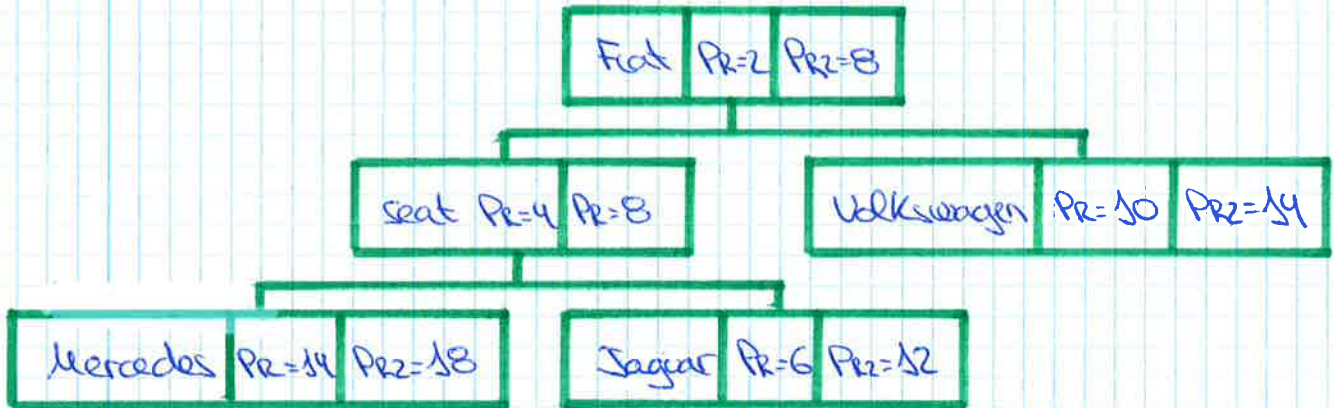 Fiat PR=2 PR2=8
seat PR=4 PR=8
Volkswagen PR=10 PR2=14
Mercedes PR=14 PR2=18
Jaguar PR=6 PR2=12